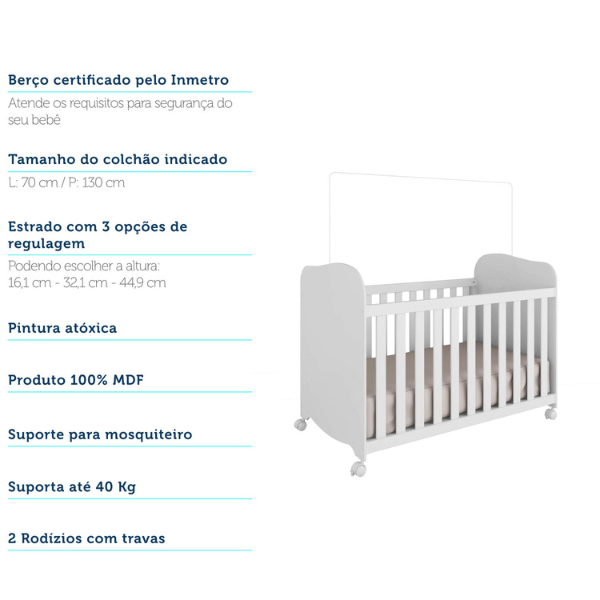 Berço certificado pelo Inmetro
Atende os requisitos para segurança do
seu bebê
Tamanho do colchão indicado
L: 70 cm / P: 130 cm
Estrado com 3 opções de
regulagem
Podendo escolher a altura:
16,1 cm - 32,1 cm - 44,9 cm
Pintura atóxica
Produto 100% MDF
Suporte para mosquiteiro
Suporta até 40 Kg
2 Rodízios com travas